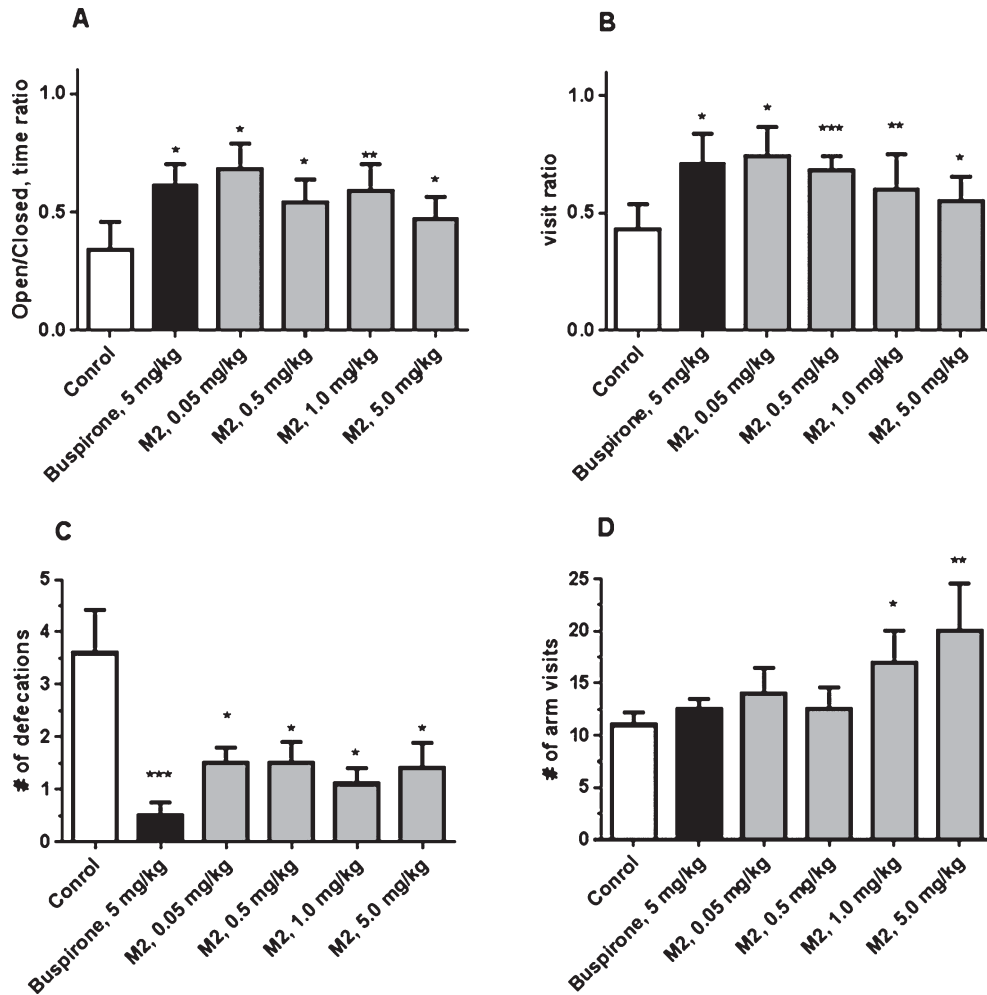 A
Open/Closed, time ratio
1.0
0.5
0.0
*
*
*
**
*
Conrol
Buspirone, 5 mg/kg
M2, 0.05 mg/kg
M2, 0.5 mg/kg
M2, 1.0 mg/kg
M2, 5.0 mg/kg
B
visit ratio
1.0
0.5
0.0
*
*
***
**
*
Conrol
Buspirone, 5 mg/kg
M2, 0.05 mg/kg
M2, 0.5 mg/kg
M2, 1.0 mg/kg
M2, 5.0 mg/kg
C
# of defecations
5
4
3
2
1
0
***
*
*
*
*
Conrol
Buspirone, 5 mg/kg
M2, 0.05 mg/kg
M2, 0.5 mg/kg
M2, 1.0 mg/kg
M2, 5.0 mg/kg
D
# of arm visits
25
20
15
10
5
0
*
**
Conrol
Buspirone, 5 mg/kg
M2, 0.05 mg/kg
M2, 0.5 mg/kg
M2, 1.0 mg/kg
M2, 5.0 mg/kg